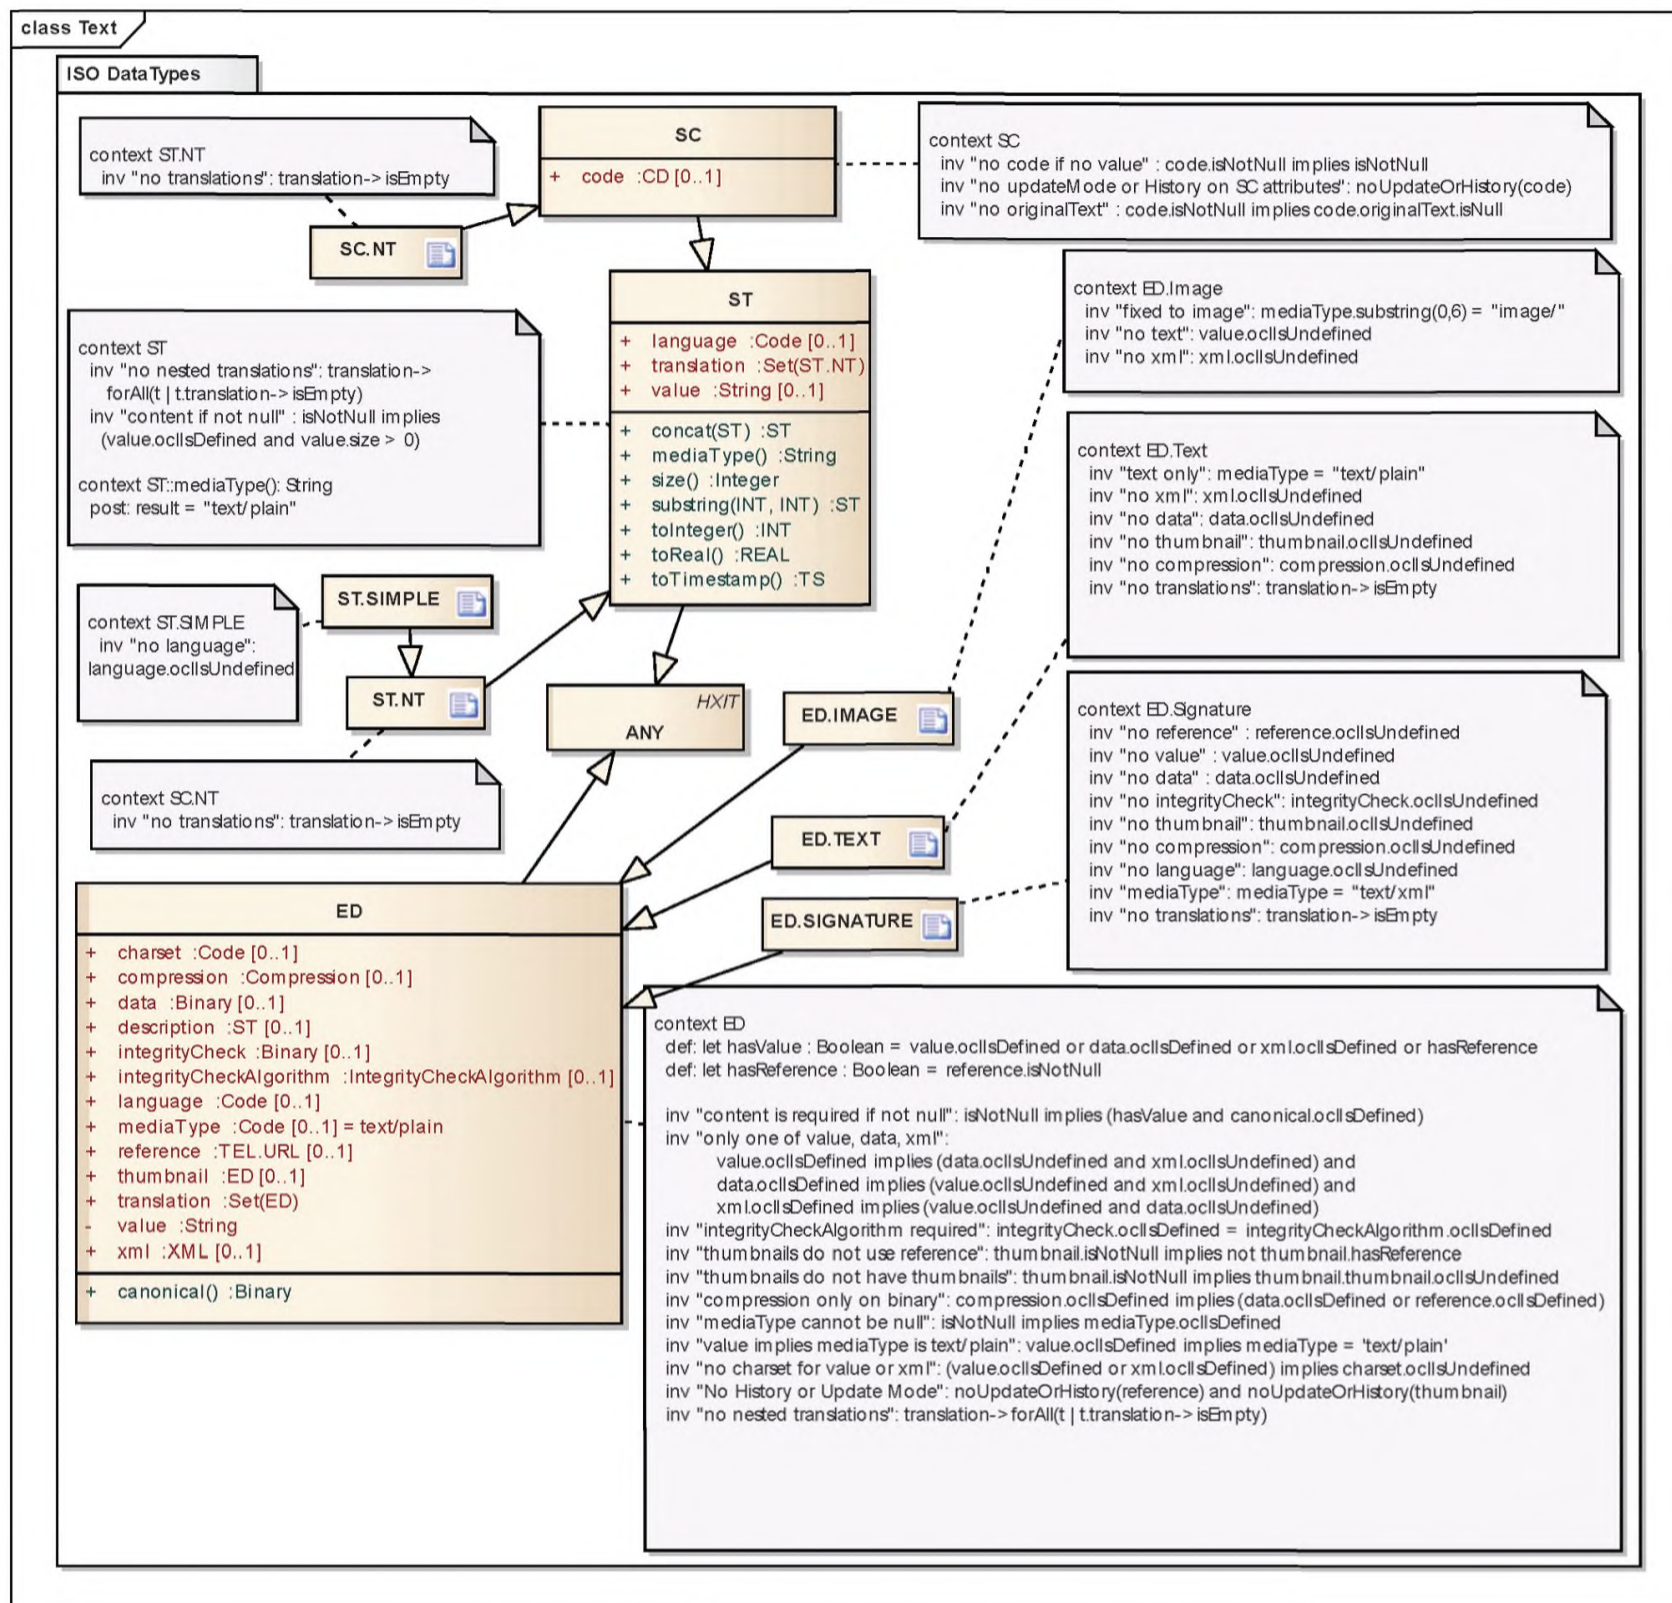 class Text
ISO DataTypes
context ST.NT
inv "no translations": translation->isEmpty
SC
+ code :CD [0..1]
context SC
inv "no code if no value" : code.isNotNull implies isNotNull
inv "no updateMode or History on SC attributes": noUpdateOrHistory(code)
inv "no originalText" : code.isNotNull implies code.originalText.isNull
SC.NT
context ST
inv "no nested translations": translation->
forAll(t | t.translation->isEmpty)
inv "content if not null" : isNotNull implies
(value.oclIsDefined and value.size > 0)
context ST::mediaType(): String
post: result = "text/plain"
ST
+ language :Code [0..1]
+ translation :Set(ST.NT)
+ value :String [0..1]
+ concat(ST) :ST
+ mediaType() :String
+ size() :Integer
+ substring(INT, INT) :ST
+ toInteger() :INT
+ toReal() :REAL
+ toTimestamp() :TS
context ED.Image
inv "fixed to image": mediaType.substring(0,6) = "image/"
inv "no text": value.oclIsUndefined
inv "no xml": xml.oclIsUndefined
context ED.Text
inv "text only": mediaType = "text/plain"
inv "no xml": xml.oclIsUndefined
inv "no data": data.oclIsUndefined
inv "no thumbnail": thumbnail.oclIsUndefined
inv "no compression": compression.oclIsUndefined
inv "no translations": translation->isEmpty
context ST.SIMPLE
inv "no language":
language.oclIsUndefined
ST.SIMPLE
ST.NT
HXIT
ANY
ED.IMAGE
context SC.NT
inv "no translations": translation->isEmpty
ED.TEXT
ED.SIGNATURE
context ED.Signature
inv "no reference" : reference.oclIsUndefined
inv "no value" : value.oclIsUndefined
inv "no data" : data.oclIsUndefined
inv "no integrityCheck": integrityCheck.oclIsUndefined
inv "no thumbnail": thumbnail.oclIsUndefined
inv "no compression": compression.oclIsUndefined
inv "no language": language.oclIsUndefined
inv "mediaType": mediaType = "text/xml"
inv "no translations": translation->isEmpty
ED
+ charset :Code [0..1]
+ compression :Compression [0..1]
+ data :Binary [0..1]
+ description :ST [0..1]
+ integrityCheck :Binary [0..1]
+ integrityCheckAlgorithm :IntegrityCheckAlgorithm [0..1]
+ language :Code [0..1]
+ mediaType :Code [0..1] = text/plain
+ reference :TEL.URL [0..1]
+ thumbnail :ED [0..1]
+ translation :Set(ED)
- value :String
+ xml :XML [0..1]
+ canonical() :Binary
context ED
def: let hasValue : Boolean = value.oclIsDefined or data.oclIsDefined or xml.oclIsDefined or hasReference
def: let hasReference : Boolean = reference.isNotNull
inv "content is required if not null": isNotNull implies (hasValue and canonical.oclIsDefined)
inv "only one of value, data, xml":
value.oclIsDefined implies (data.oclIsUndefined and xml.oclIsUndefined) and
data.oclIsDefined implies (value.oclIsUndefined and xml.oclIsUndefined) and
xml.oclIsDefined implies (value.oclIsUndefined and data.oclIsUndefined)
inv "integrityCheckAlgorithm required": integrityCheck.oclIsDefined = integrityCheckAlgorithm.oclIsDefined
inv "thumbnails do not use reference": thumbnail.isNotNull implies not thumbnail.hasReference
inv "thumbnails do not have thumbnails": thumbnail.isNotNull implies thumbnail.thumbnail.oclIsUndefined
inv "compression only on binary": compression.oclIsDefined implies (data.oclIsDefined or reference.oclIsDefined)
inv "mediaType cannot be null": isNotNull implies mediaType.oclIsDefined
inv "value implies mediaType is text/plain": value.oclIsDefined implies mediaType = 'text/plain'
inv "no charset for value or xml": (value.oclIsDefined or xml.oclIsDefined) implies charset.oclIsUndefined
inv "No History or Update Mode": noUpdateOrHistory(reference) and noUpdateOrHistory(thumbnail)
inv "no nested translations": translation->forAll(t | t.translation->isEmpty)